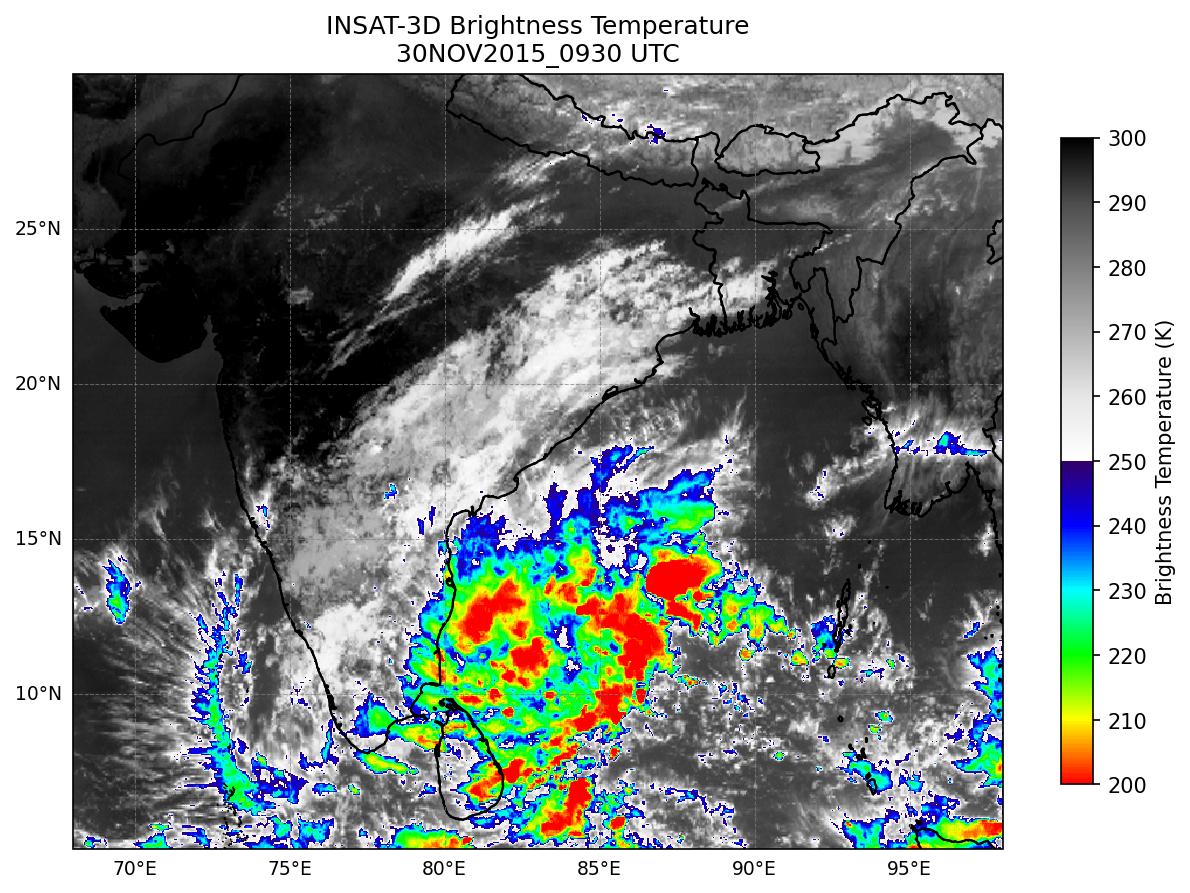 INSAT-3D Brightness Temperature
30NOV2015_0930 UTC
25°N
20°N
15°N
10°N
70°E
75°E
80°E
85°E
90°E
95°E
300
290
280
270
260
250
240
230
220
210
200
Brightness Temperature (K)